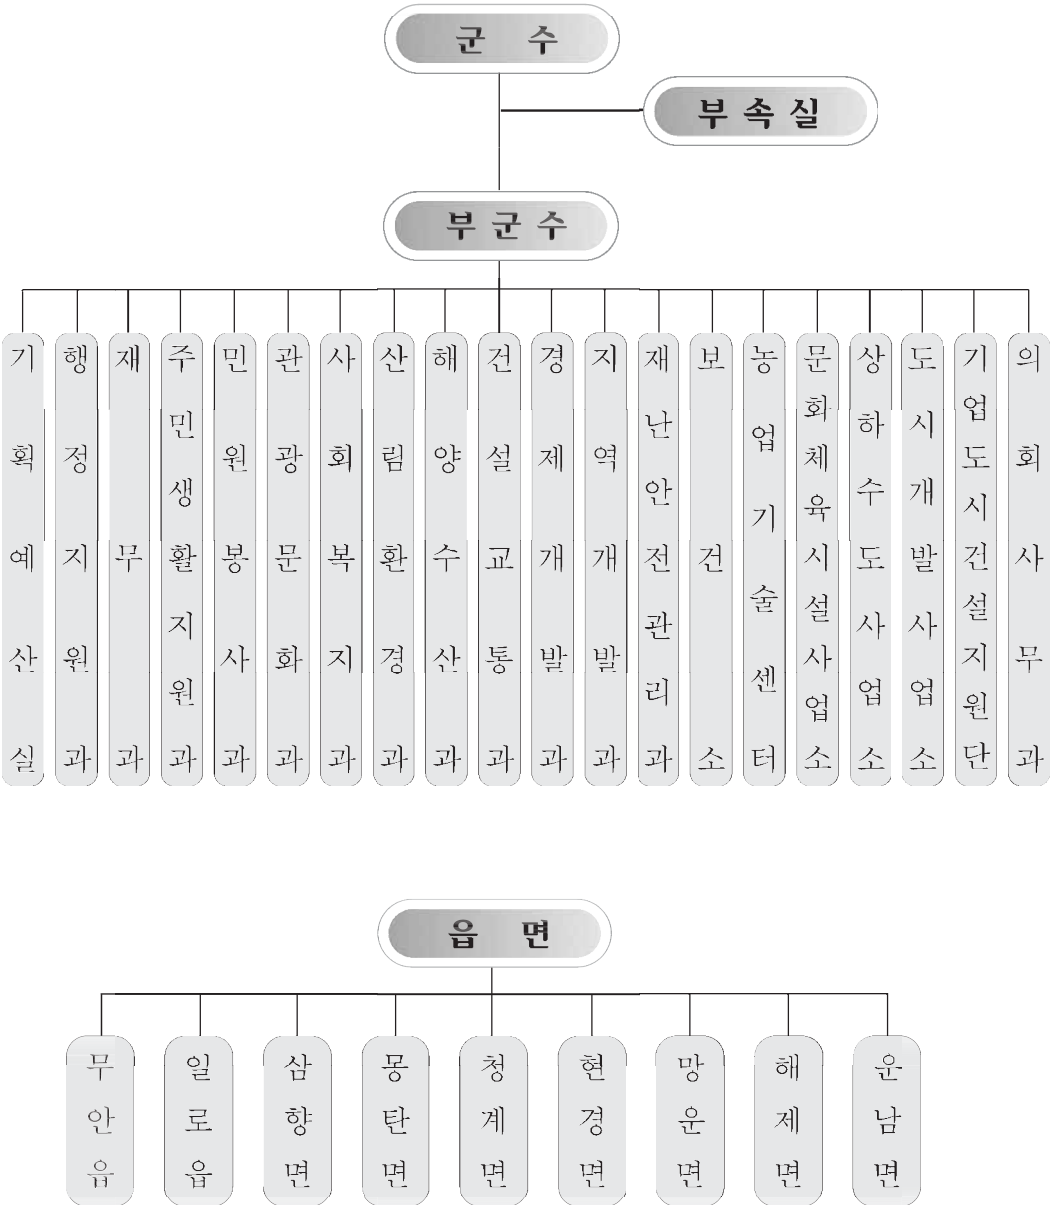 군 수
부속실
부군수
기획예산실
행정지원과
재무과
주민생활지원과
민원봉사과
관광문화과
사회복지과
산림환경과
해양수산과
건설교통과
경제개발과
지역개발과
재난안전관리과
보건소
농업기술센터
문화체육시설사업소
상하수도사업소
도시개발사업소
기업도시건설지원단
의회사무과
읍 면
무안읍
일로읍
삼향면
몽탄면
청계면
현경면
망운면
해제면
운남면